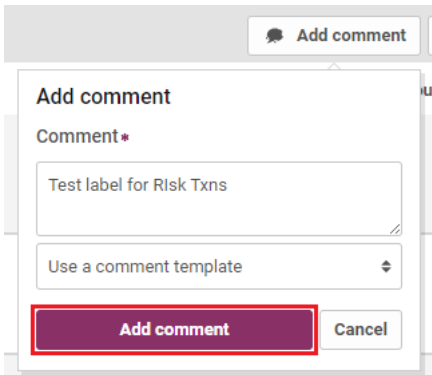 Add comment
Add comment
Comment*
Test label for RIsk Txns
Use a comment template
Add comment Cancel